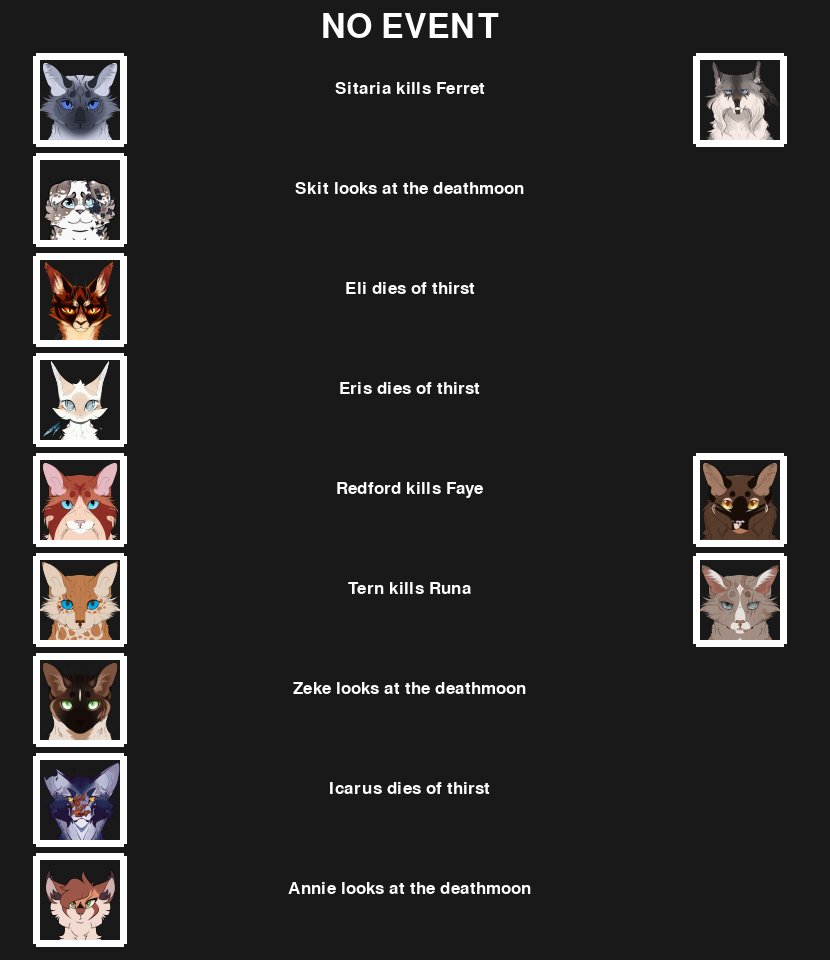 NO EVENT
Sitaria kills Ferret
Skit looks at the deathmoon
Eli dies of thirst
Eris dies of thirst
Redford kills Faye
Tern kills Runa
Zeke looks at the deathmoon
Icarus dies of thirst
Annie looks at the deathmoon